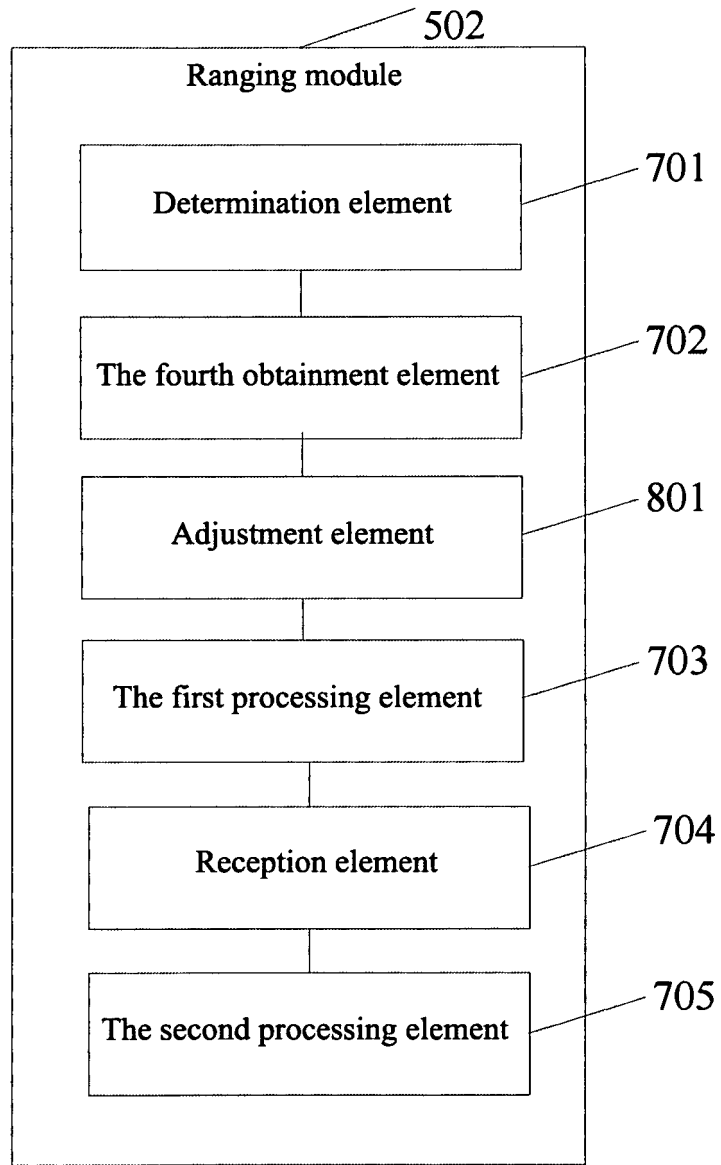 502
Ranging module
Determination element
701
The fourth obtainment element
702
Adjustment element
801
The first processing element
703
Reception element
704
The second processing element
705